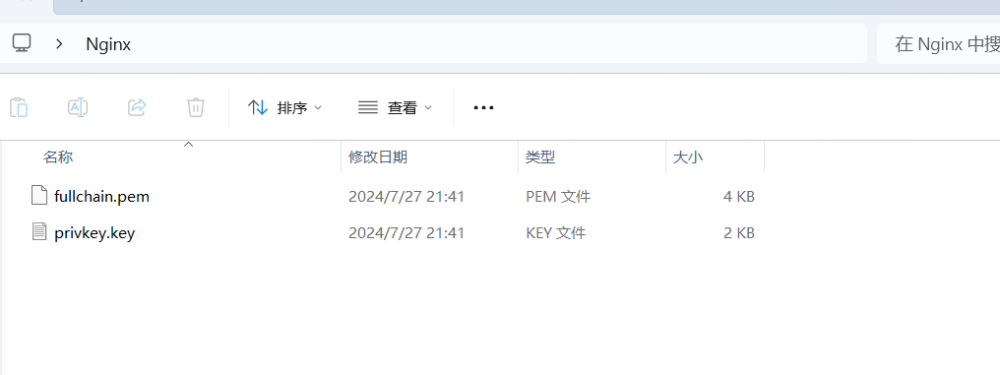 Nginx
在 Nginx 中搜
排序
查看
名称
修改日期
类型
大小
fullchain.pem
2024/7/27 21:41
PEM 文件
4 KB
privkey.key
2024/7/27 21:41
KEY 文件
2 KB